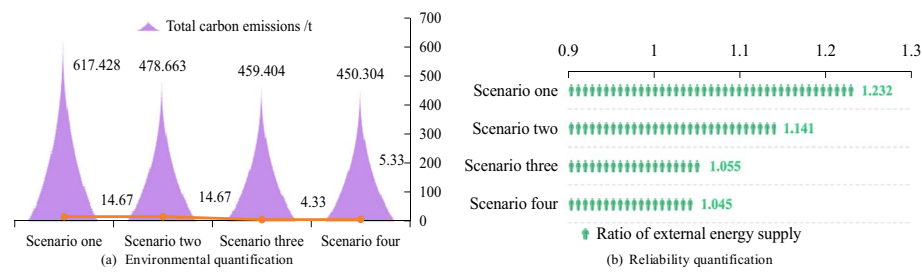 Total carbon emissions /t
700
600
500
400
300
200
100
0
617.428
478.663
459.404
450.304
14.67
14.67
4.33
5.33
Scenario one
Scenario two
Scenario three
Scenario four
(a) Environmental quantification
0.9 1 1.1 1.2 1.3
Scenario one 1.232
Scenario two 1.141
Scenario three 1.055
Scenario four 1.045
Ratio of external energy supply
(b) Reliability quantification